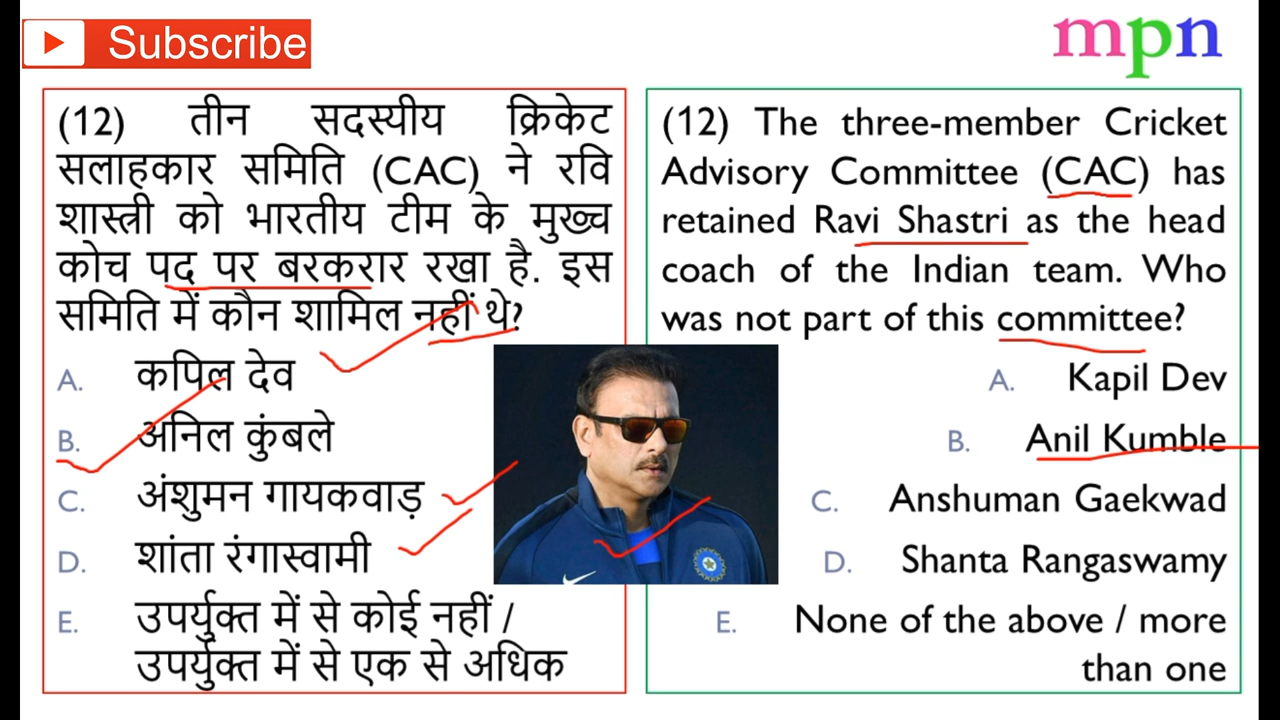 Subscribe
mpn
(12) तीन सदस्यीय क्रिकेट
सलाहकार समिति (CAC) ने रवि
शास्त्री को भारतीय टीम के मुख्य
कोच पद पर बरकरार रखा है. इस
समिति में कौन शामिल नहीं थे?
A. कपिल देव
B. अनिल कुंबले
C. अंशुमन गायकवाड़
D. शांता रंगास्वामी
E. उपर्युक्त में से कोई नहीं /
उपर्युक्त में से एक से अधिक
(12) The three-member Cricket
Advisory Committee (CAC) has
retained Ravi Shastri as the head
coach of the Indian team. Who
was not part of this committee?
A. Kapil Dev
B. Anil Kumble
C. Anshuman Gaekwad
D. Shanta Rangaswamy
E. None of the above / more
than one